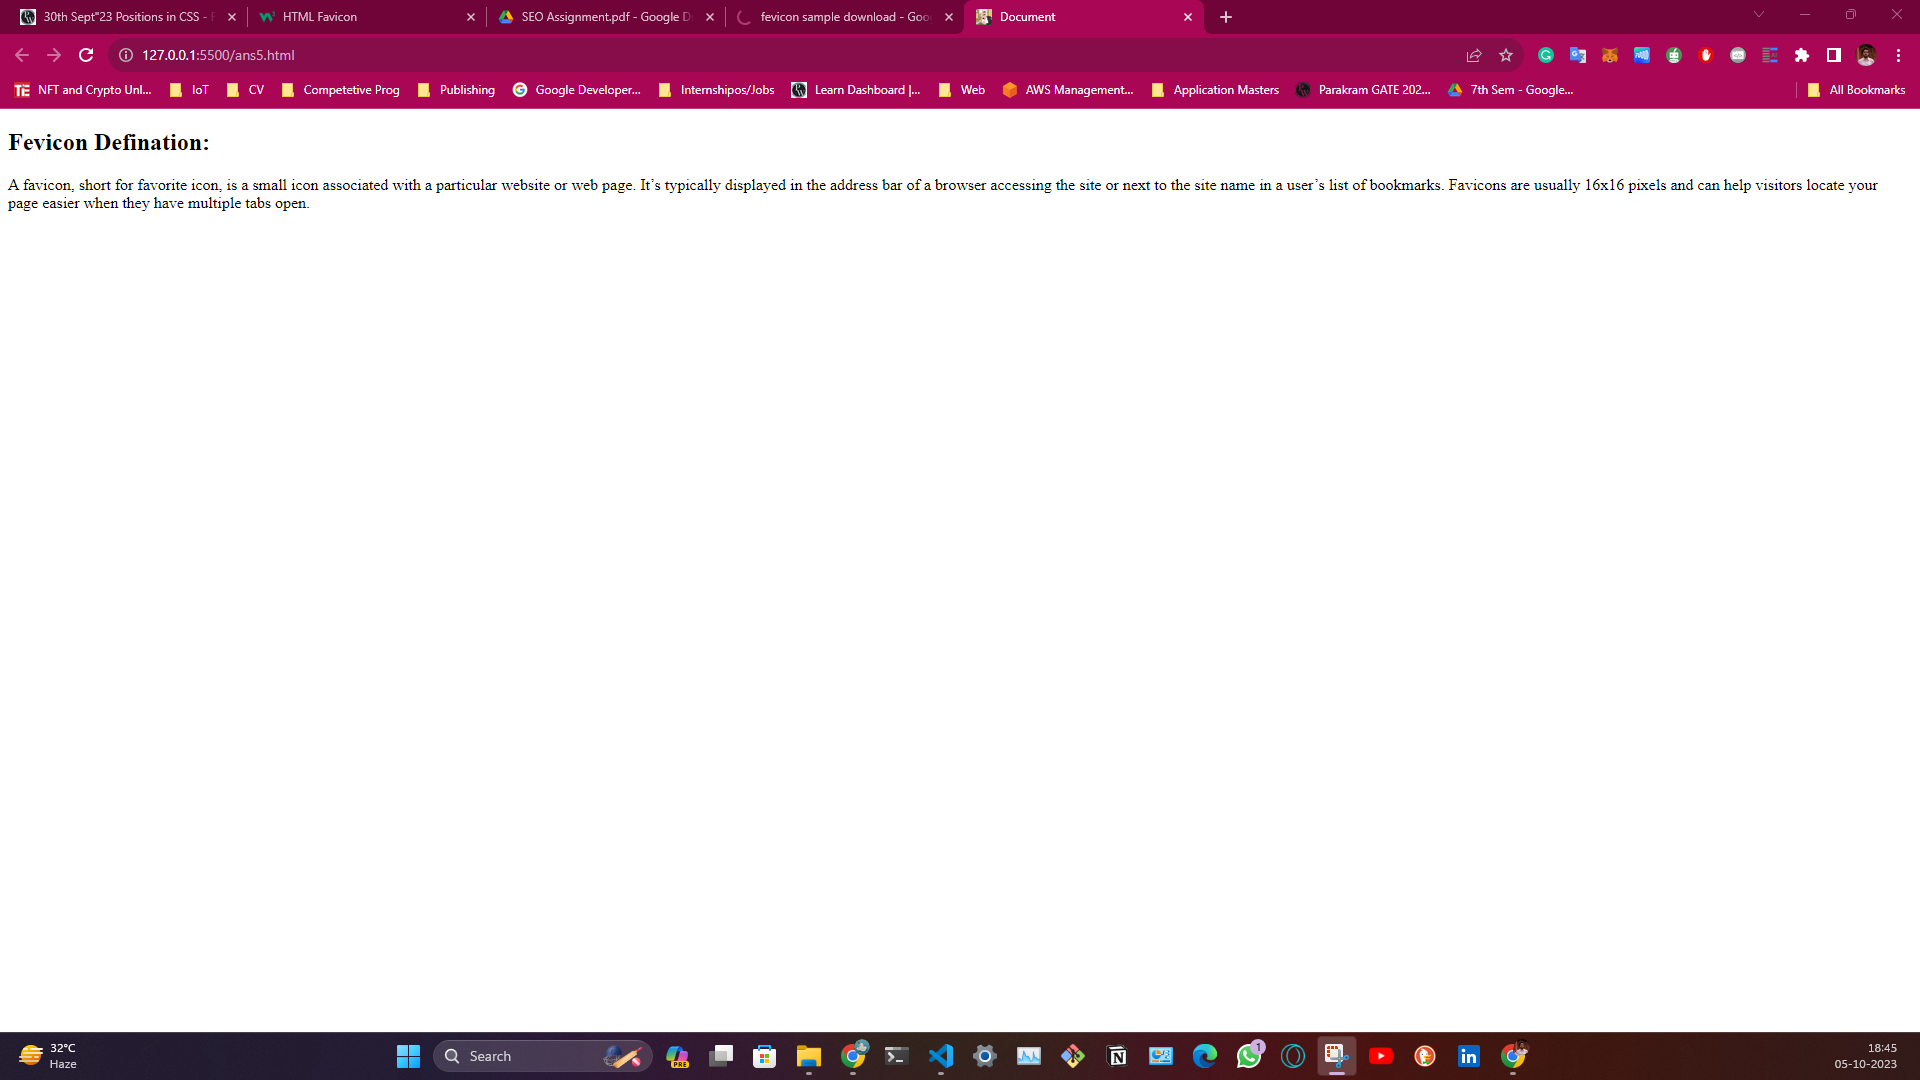 30th Sept"23 Positions in CSS -
HTML Favicon
SEO Assignment.pdf - Google D
fevicon sample download - Goo
Document
127.0.0.1:5500/ans5.html
NFT and Crypto Unl...
IoT
CV
Competetive Prog
Publishing
Google Developer...
Internshipos/Jobs
Learn Dashboard |...
Web
AWS Management...
Application Masters
Parakram GATE 202...
7th Sem - Google...
All Bookmarks
Fevicon Defination:
A favicon, short for favorite icon, is a small icon associated with a particular website or web page. It’s typically displayed in the address bar of a browser accessing the site or next to the site name in a user’s list of bookmarks. Favicons are usually 16x16 pixels and can help visitors locate your
page easier when they have multiple tabs open.
32°C
Haze
Search
PRE
1
18:45
05-10-2023